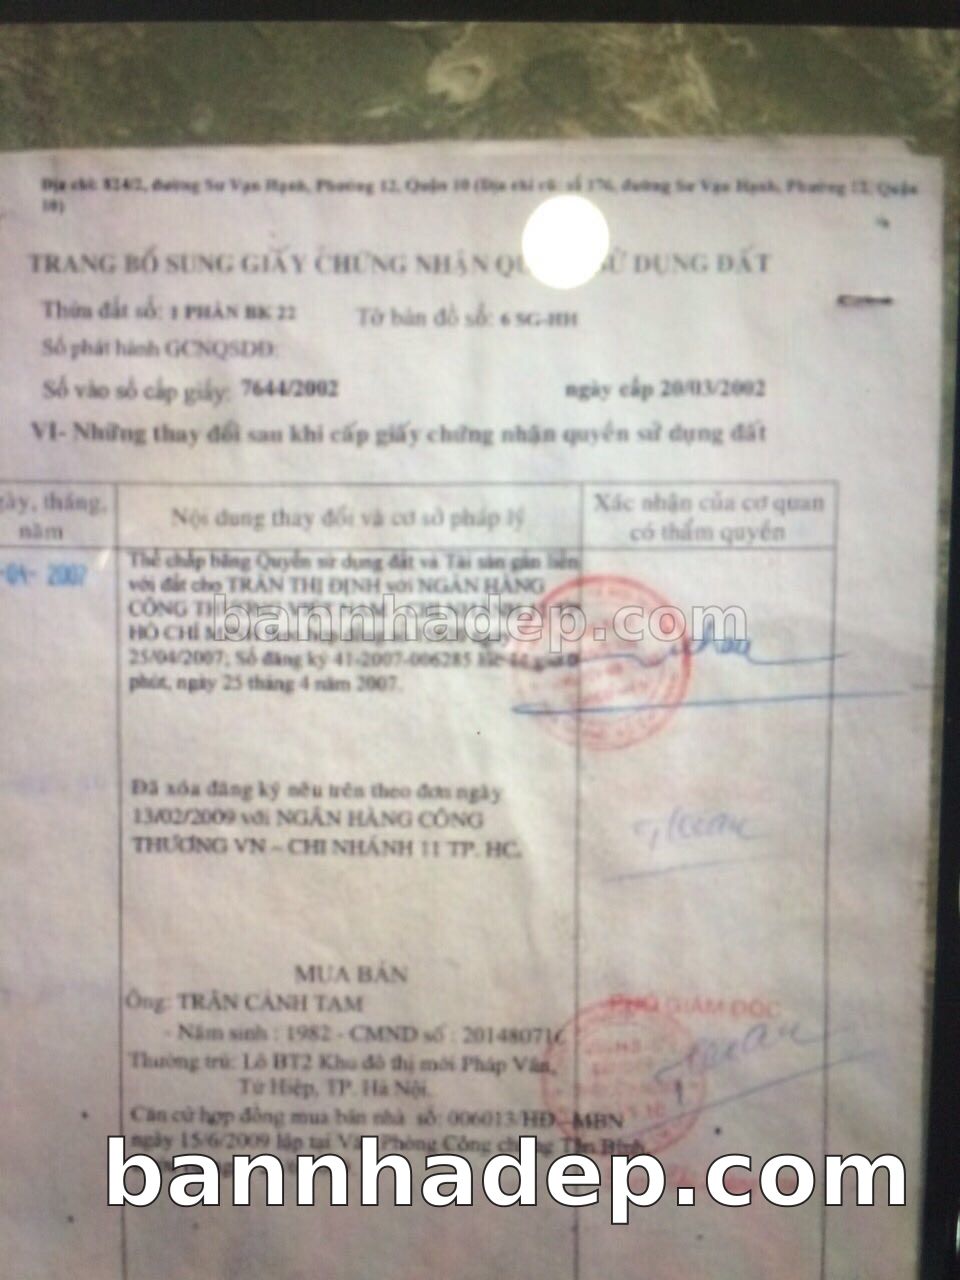 Địa chỉ: 824/2, đường Sư Vạn Hạnh, Phường 12, Quận 10 (Địa chỉ cũ: số 376, đường Sư Vạn Hạnh, Phường 12, Quận
10)
TRANG BỔ SUNG GIẤY CHỨNG NHẬN SỬ DỤNG ĐẤT
Thửa đất số: 1 PHẦN BK 22 Tờ bản đồ số: 6 SG-HH
Số phát hành GCNQSDĐ:
Số vào sổ cấp giấy: 7644/2002 ngày cấp 20/03/2002
VI- Những thay đổi sau khi cấp giấy chứng nhận quyền sử dụng đất
tháng,
năm
Nội dung thay đổi và cơ sở pháp lý
Xác nhận của cơ quan
có thẩm quyền
-04- 2007
Thế chấp bằng Quyền sử dụng đất và Tài sản gắn liền
với đất cho TRẦN THỊ ĐỊNH với NGÂN HÀNG
CÔNG
HỒ CHÍ
bannhadep.com
25/04/2007, Số đăng ký 41-2007-006285
phút, ngày 25 tháng 4 năm 2007.
Đã xóa đăng ký nêu trên theo đơn ngày
13/02/2009 với NGÂN HÀNG CÔNG
THƯƠNG VN – CHI NHÁNH 11 TP. HC.
MUA BÁN
Ông: TRẦN CẢNH TAM
- Năm sinh : 1982 - CMND số :
Thường trú: Lô BT2 Khu đô thị mới Pháp Vân,
Tứ Hiệp, TP. Hà Nội.
PHÓ GIÁM ĐỐC
Căn cứ hợp đồng mua bán nhà số: 006013/HĐ- MBN
ngày 15/6/2009 lập tại Văn Phòng Công chứng Tân Bình
bannhadep.com